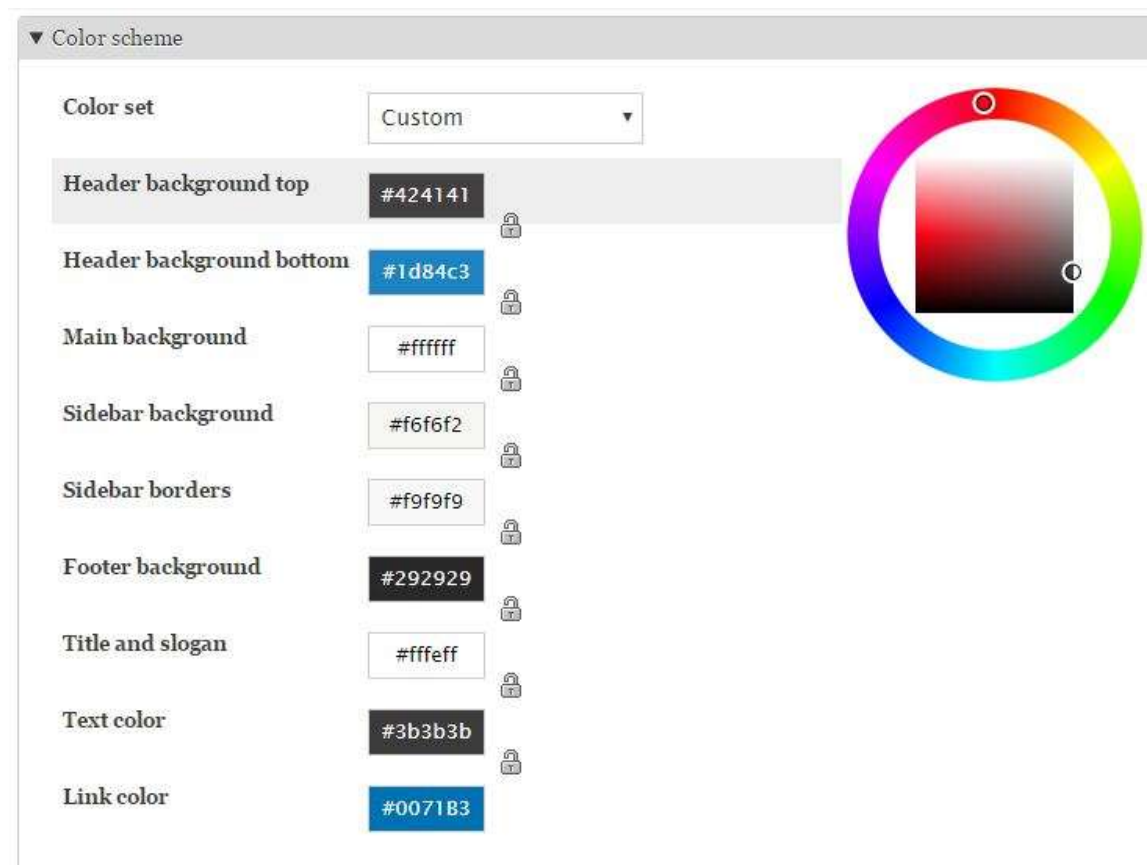 ▼ Color scheme
Color set Custom ▼
Header background top #424141
Header background bottom #1d84c3
Main background #ffffff
Sidebar background #f6f6f2
Sidebar borders #f9f9f9
Footer background #292929
Title and slogan #fffeff
Text color #3b3b3b
Link color #0071B3